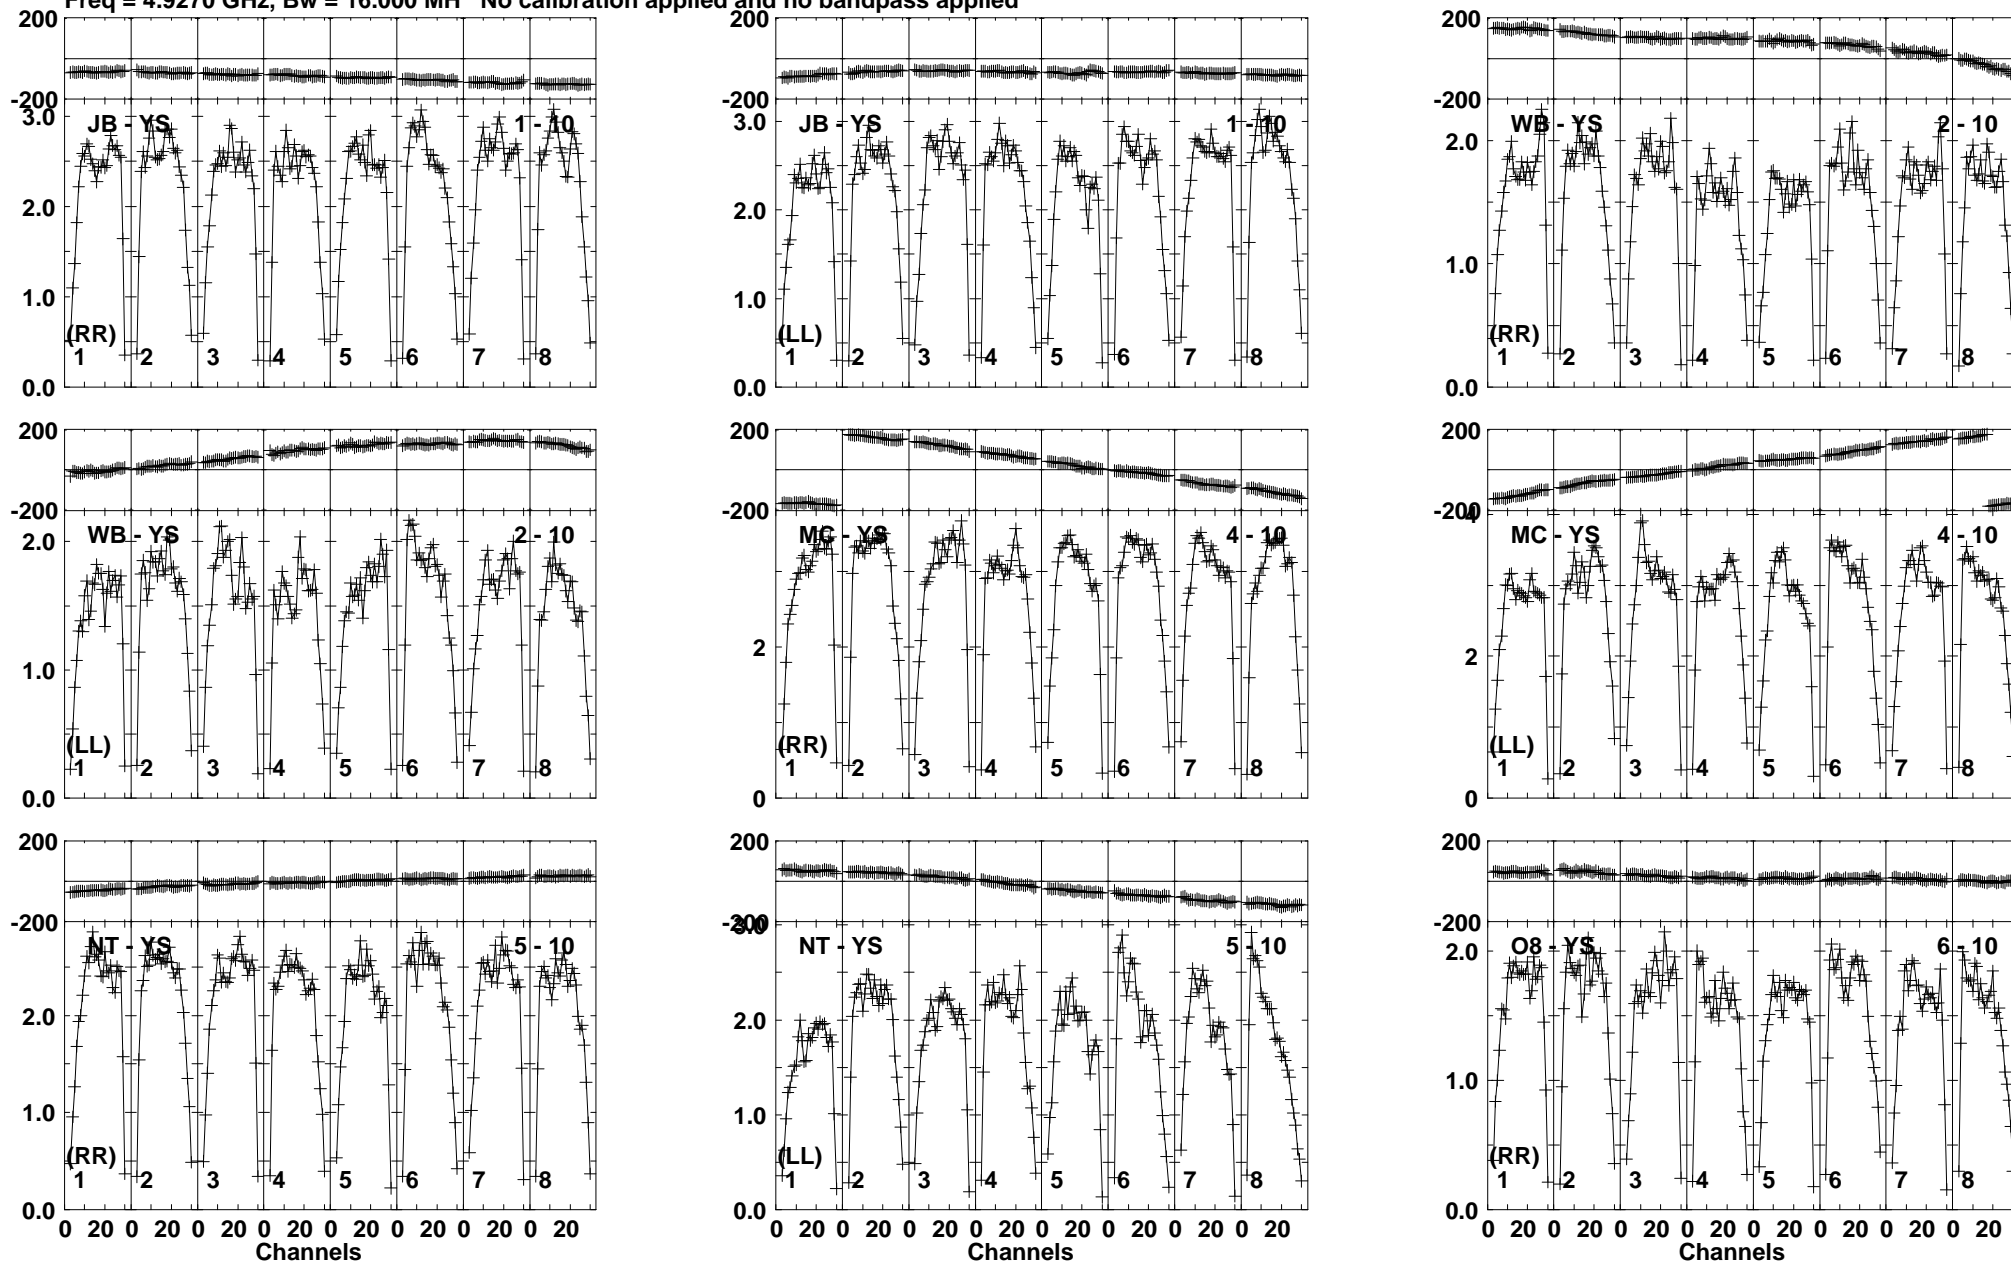 Freq = 4.9270 GHz, Bw = 16.000 MH No calibration applied and no bandpass applied
200 200 200
-200 -200 -200
3.0 JB - YS 1 - 10 3.0 JB - YS 1 - 10 WB - YS 2 - 10
2.0 2.0 2.0
1.0 1.0 1.0
(RR) (LL) (RR)
1 2 3 4 5 6 7 8 1 2 3 4 5 6 7 8 1 2 3 4 5 6 7 8
0.0 0.0 0.0
200 200 200
-200 -200 -200
4
WB - YS 2 - 10 MC - YS 4 - 10 MC - YS 4 - 10
2.0
1.0 2 2
(LL) (RR) (LL)
1 2 3 4 5 6 7 8 1 2 3 4 5 6 7 8 1 2 3 4 5 6 7 8
0.0 0 0
200 200 200
-200 -200 -200
3.0
NT - YS 5 - 10 NT - YS 5 - 10 O8 - YS 6 - 10
2.0 2.0 2.0
1.0 1.0 1.0
(RR) (LL) (RR)
1 2 3 4 5 6 7 8 1 2 3 4 5 6 7 8 1 2 3 4 5 6 7 8
0.0 0.0 0.0
0 20 0 20 0 20 0 20 0 20 0 20 0 20 0 20 0 20 0 20 0 20 0 20 0 20 0 20 0 20 0 20 0 20 0 20 0 20 0 20 0 20 0 20 0 20 0 20
Channels Channels Channels